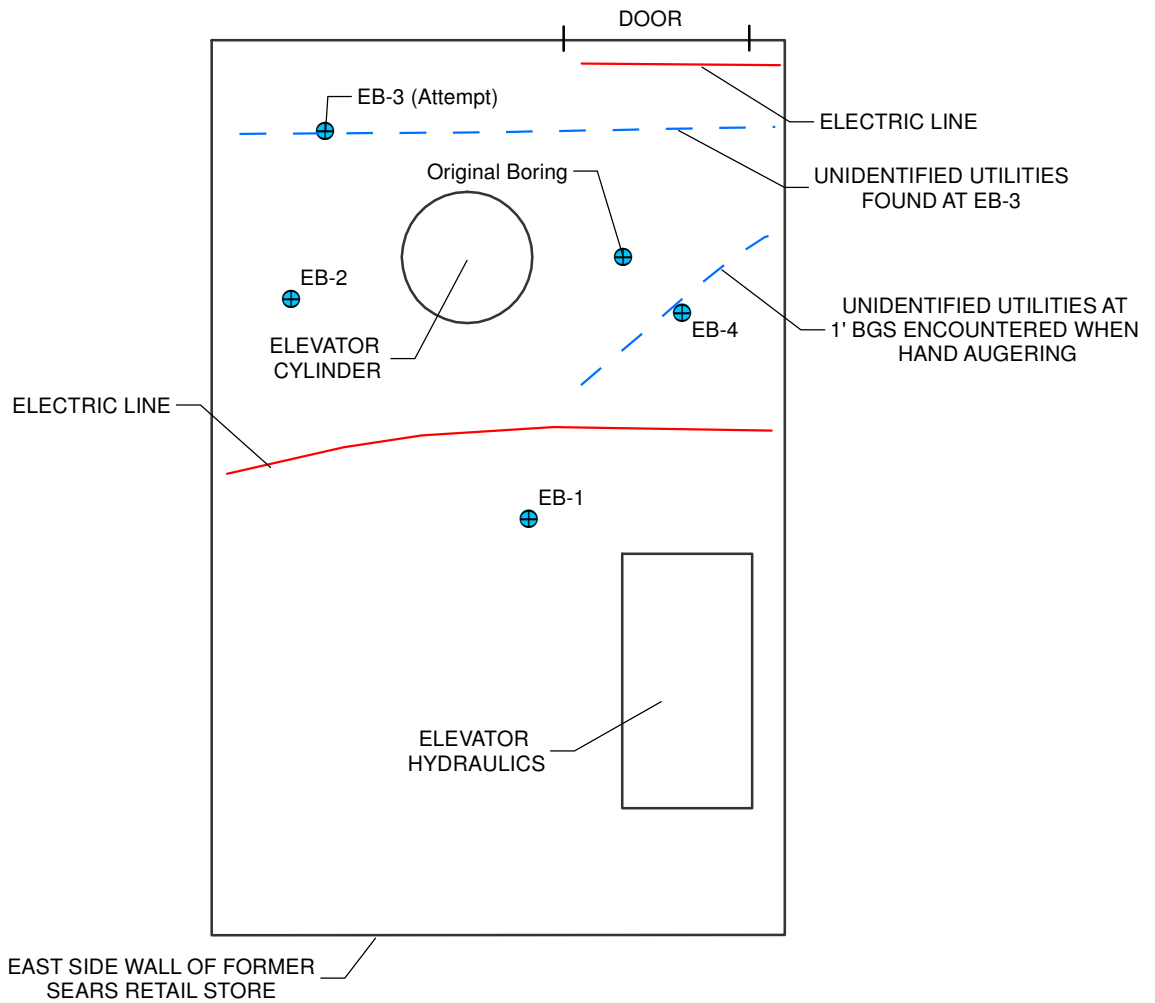 DOOR
EB-3 (Attempt)
ELECTRIC LINE
Original Boring
UNIDENTIFIED UTILITIES
FOUND AT EB-3
EB-2
UNIDENTIFIED UTILITIES AT
1' BGS ENCOUNTERED WHEN
HAND AUGERING
EB-4
ELEVATOR
CYLINDER
ELECTRIC LINE
EB-1
ELEVATOR
HYDRAULICS
EAST SIDE WALL OF FORMER
SEARS RETAIL STORE